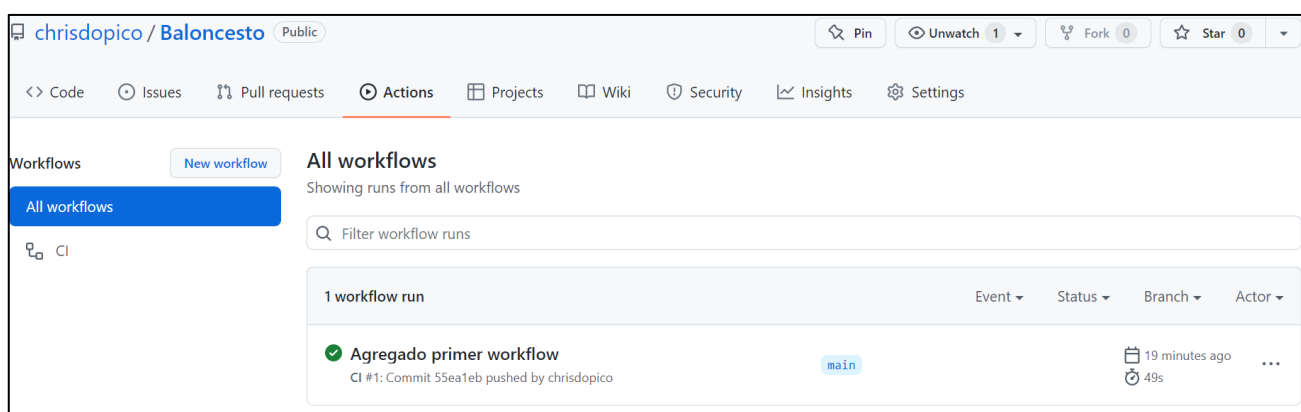 chrisdopico / Baloncesto Public Pin Unwatch 1 Fork 0 Star 0
<> Code Issues Pull requests Actions Projects Wiki Security Insights Settings
Workflows New workflow
All workflows
CI
All workflows
Showing runs from all workflows
Filter workflow runs
1 workflow run Event Status Branch Actor
Agregado primer workflow
CI #1: Commit 55ea1eb pushed by chrisdopico
main
19 minutes ago
49s